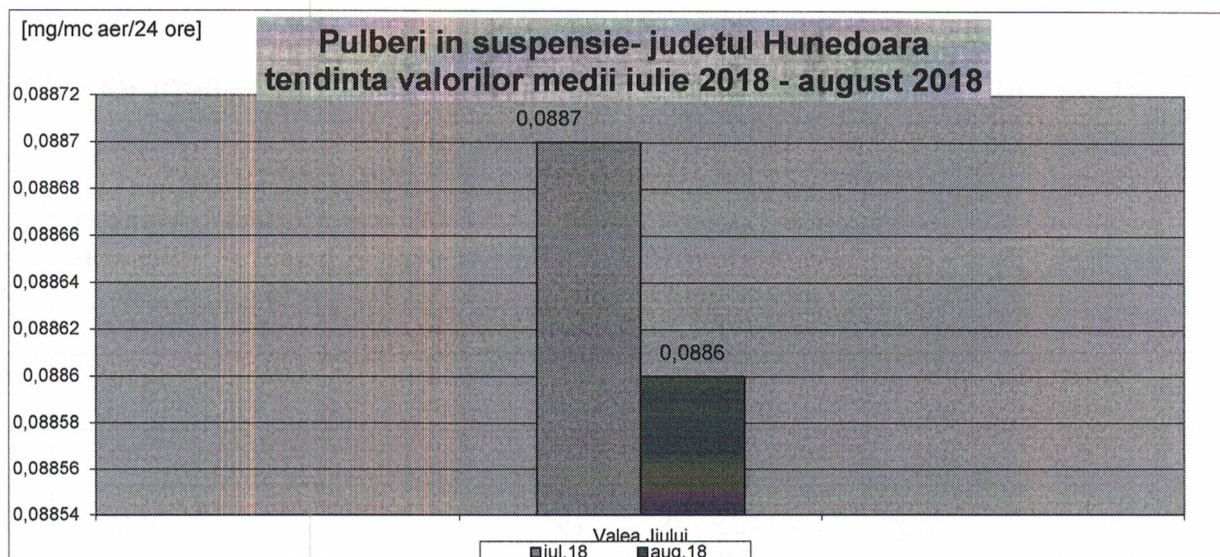 [mg/mc aer/24 ore]
Pulberi in suspensie- judetul Hunedoara
tendinta valorilor medii iulie 2018 - august 2018
0,08872
0,0887
0,08868
0,08866
0,08864
0,08862
0,0886
0,08858
0,08856
0,08854
0,0887
0,0886
Valea Jiului
jul.18 aug.18